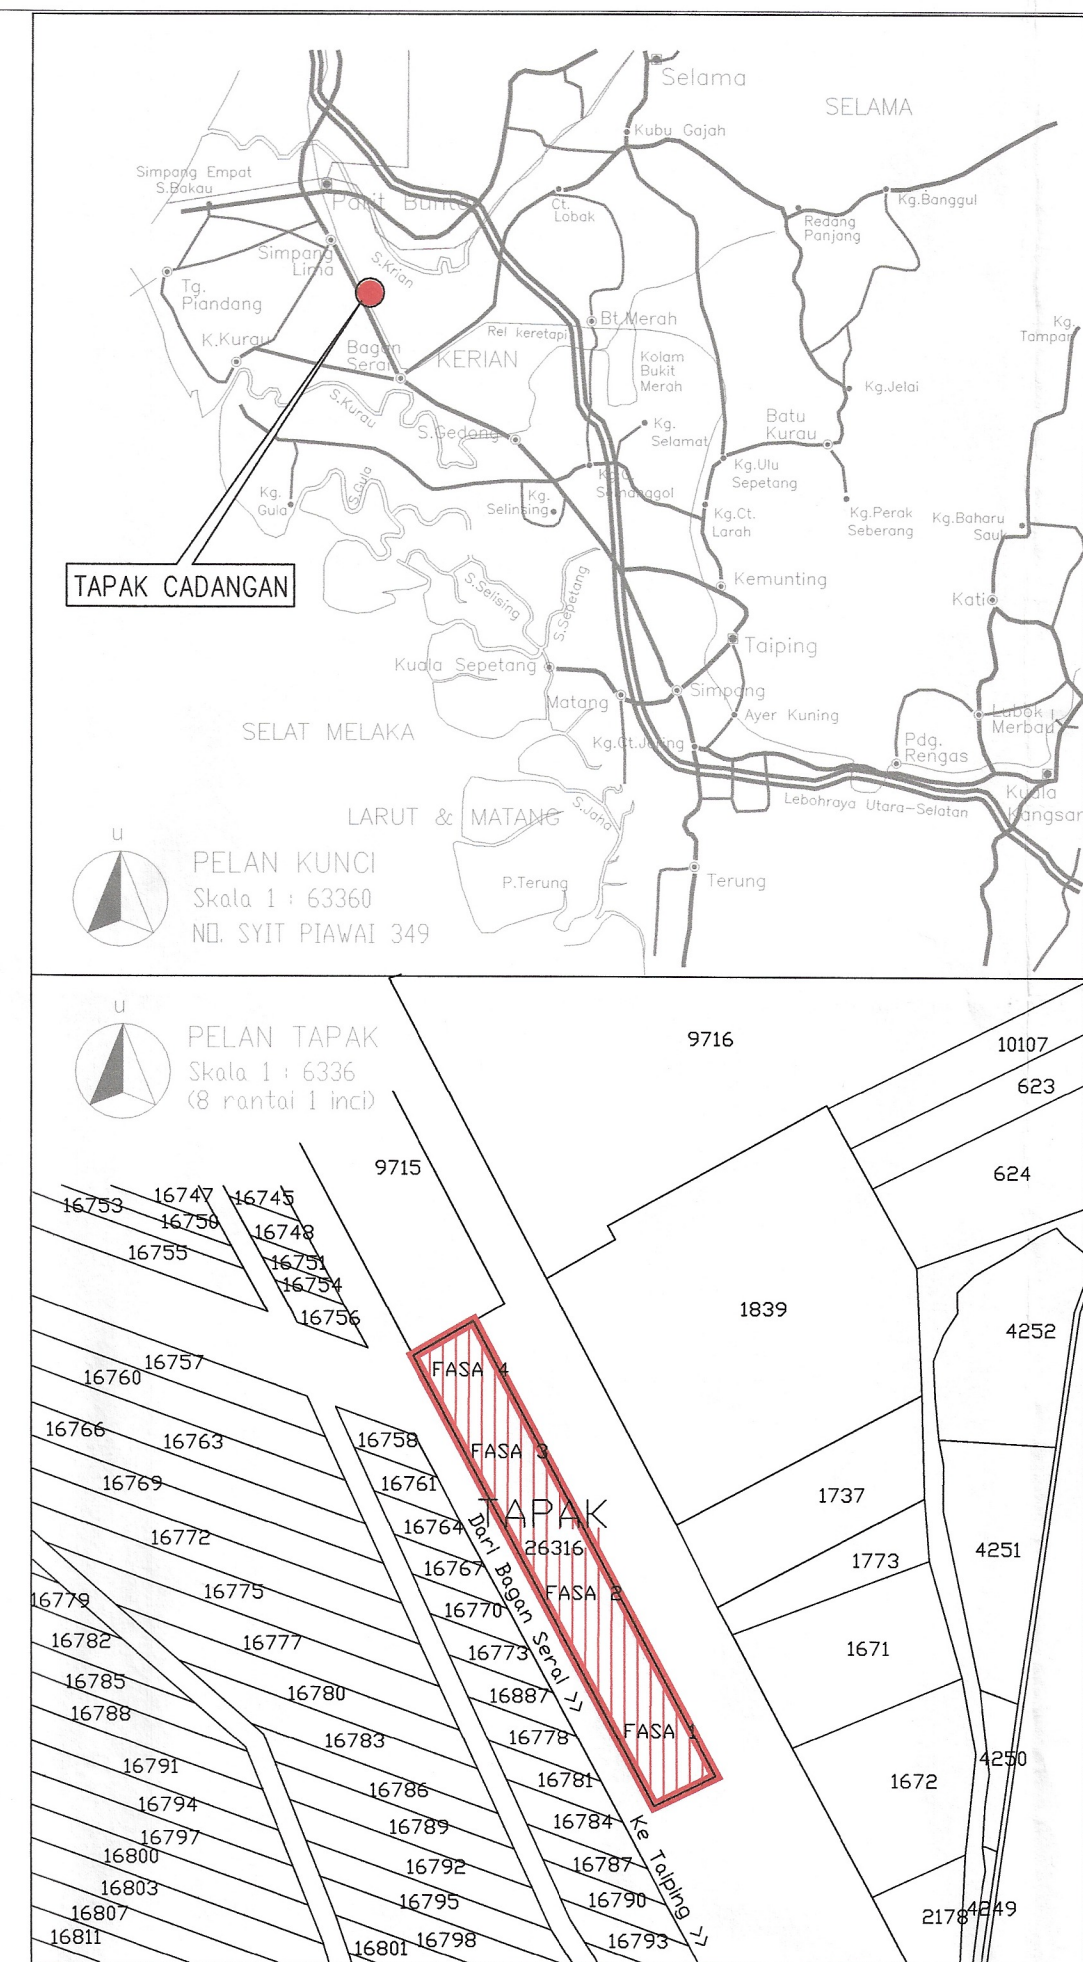 Selama
SELAMA
Kubu Gajah
Simpang Empat
S.Bakau
Parit Buntar
Ct.
Lobak
Kg.Banggul
Redang
Panjang
Simpang
Lima
S.Krian
Tg.
Piandang
K.Kurau
Bagan
Serai
KERIAN
Rel keretapi
Bt.Merah
Kolam
Bukit
Merah
Kg.
Tampan
Kg.Jelai
S.Kurau
S.Gedong
Kg.
Selamat
Batu
Kurau
Kg.Ulu
Sepetang
Kg.
Gula
S.Gula
Kg.
Selinsing
Semanggol
Kg.Ct.
Larah
Kg.Perak
Seberang
Kg.Baharu
Sauk
TAPAK CADANGAN
S.Selising
S.Sepetang
Kemunting
Kati
Taiping
Kuala Sepetang
Matang
Simpang
Ayer Kuning
Lubok
Merbau
SELAT MELAKA
Kg.Ct.Jering
Pdg.
Rengas
Kuala
Kangsar
Lebohraya Utara-Selatan
LARUT & MATANG
S.Jaha
P.Terung
Terung
u
PELAN KUNCI
Skala 1 : 63360
NO. SYIT PIAWAI 349
u
PELAN TAPAK
Skala 1 : 6336
(8 rantai 1 inci)
9716
10107
623
624
9715
16753
16747
16745
16750
16748
16755
16751
16754
16756
1839
4252
16757
16760
FASA 4
16766
16763
16758
FASA 3
16769
16761
TAPAK
1737
16772
16764
26316
Dari Bagan Serai >>
1773
4251
16767
FASA 2
16779
16775
16770
16782
16777
16773
1671
16785
16780
16887
16788
16783
16778
FASA 1
4250
16791
16786
16781
1672
16794
16789
16784
Ke Taiping >>
16797
16800
16792
16787
16803
16795
16790
16807
2178
4249
16811
16801
16798
16793